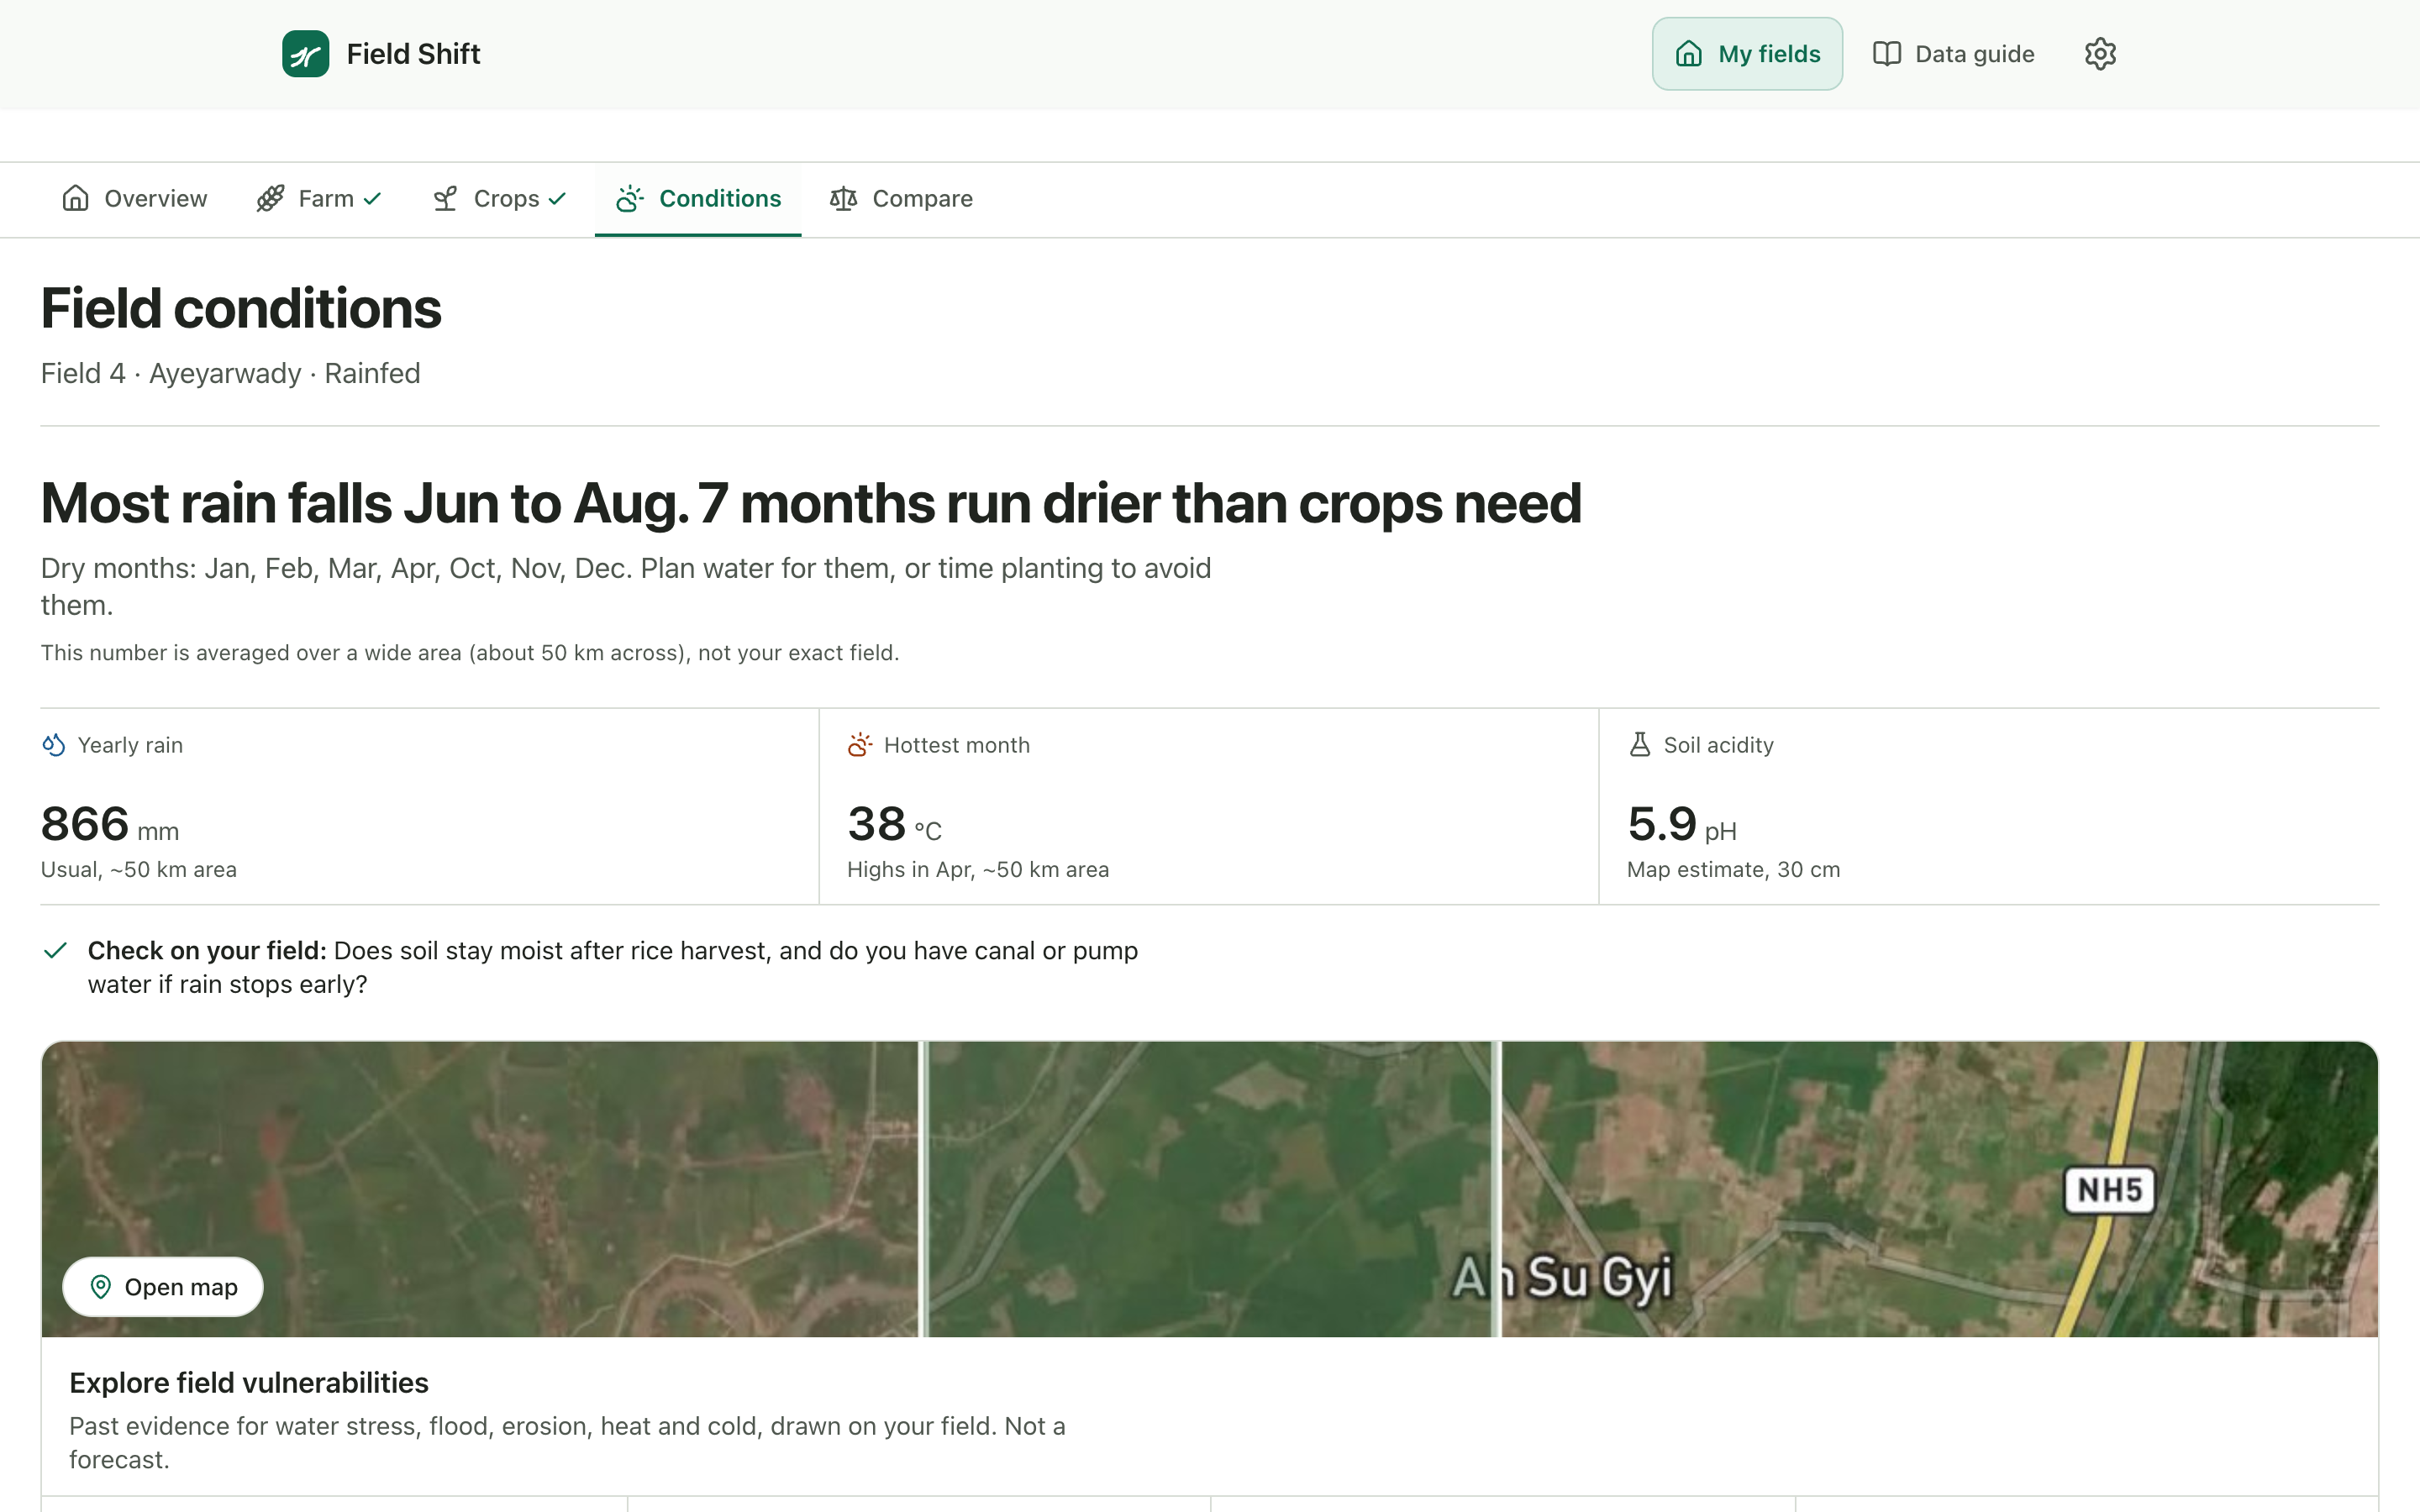 Field Shift
My fields
Data guide
Overview
Farm
Crops
Conditions
Compare
Field conditions
Field 4 · Ayeyarwady · Rainfed
Most rain falls Jun to Aug. 7 months run drier than crops need
Dry months: Jan, Feb, Mar, Apr, Oct, Nov, Dec. Plan water for them, or time planting to avoid
them.
This number is averaged over a wide area (about 50 km across), not your exact field.
Yearly rain
866 mm
Usual, ~50 km area
Hottest month
38 °C
Highs in Apr, ~50 km area
Soil acidity
5.9 pH
Map estimate, 30 cm
Check on your field: Does soil stay moist after rice harvest, and do you have canal or pump
water if rain stops early?
NH5
Ah Su Gyi
Open map
Explore field vulnerabilities
Past evidence for water stress, flood, erosion, heat and cold, drawn on your field. Not a
forecast.